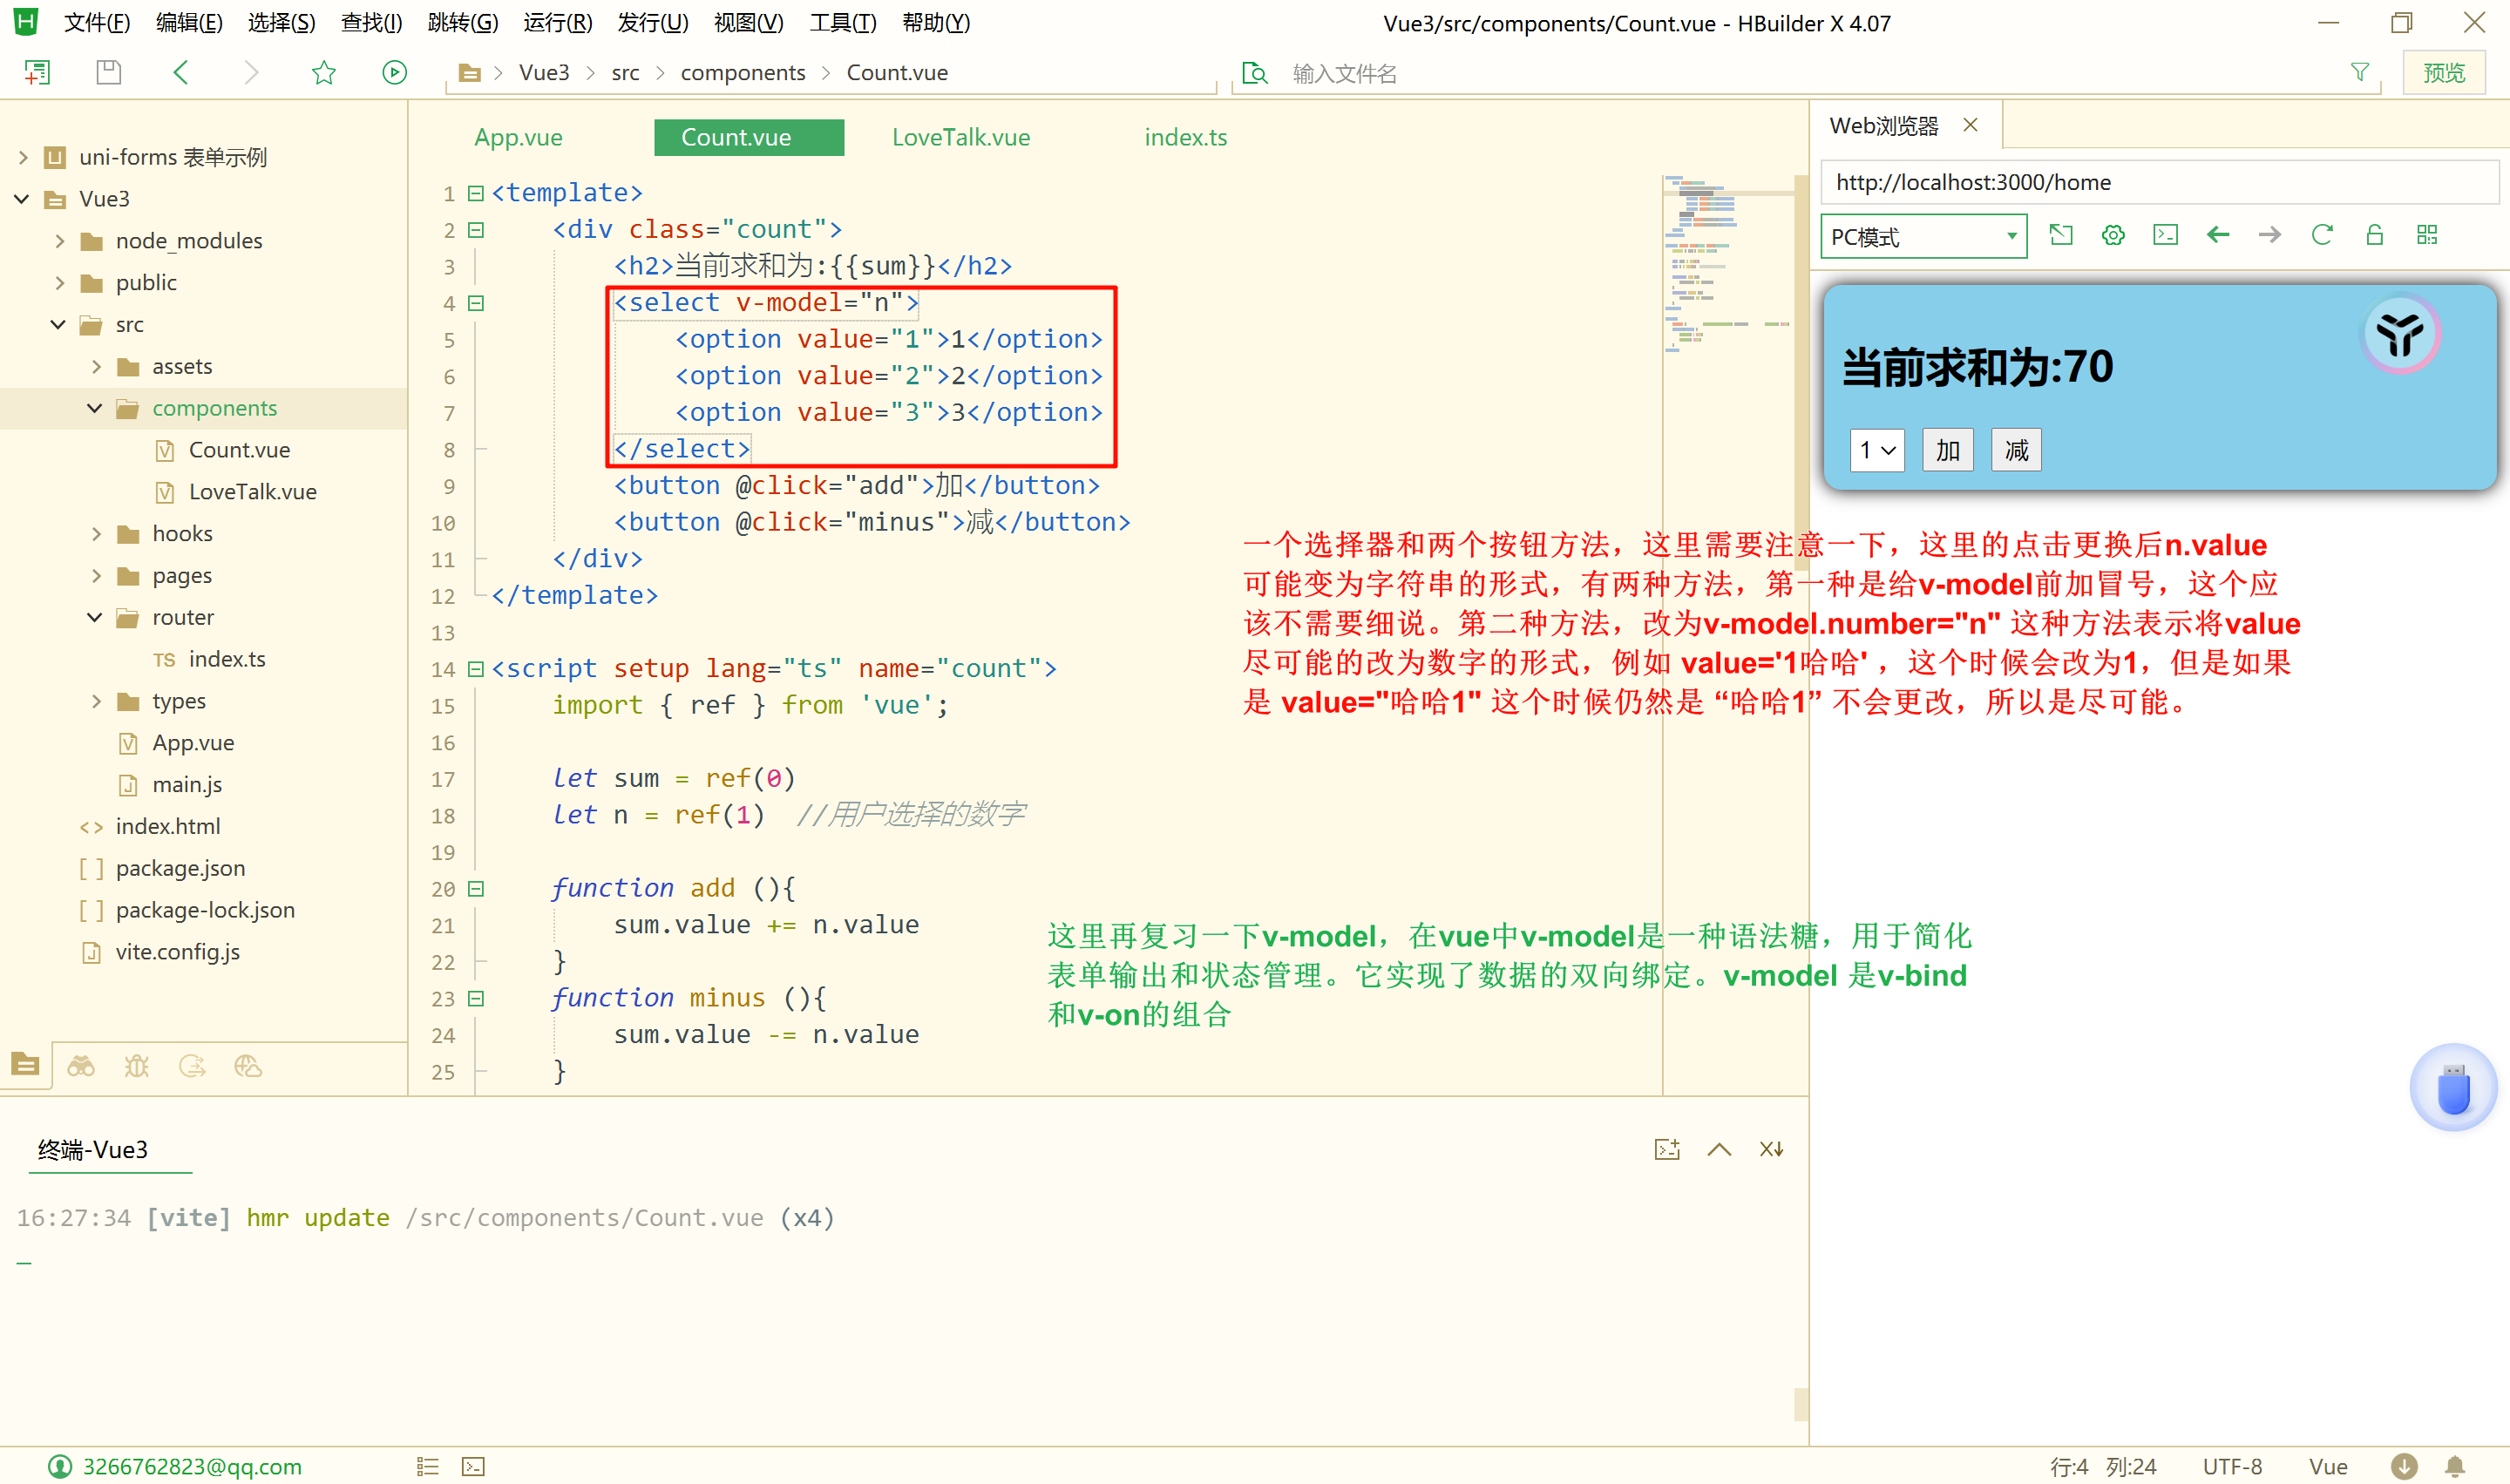 文件(F) 编辑(E) 选择(S) 查找(I) 跳转(G) 运行(R) 发行(U) 视图(V) 工具(T) 帮助(Y)
Vue3/src/components/Count.vue - HBuilder X 4.07
Vue3 src components Count.vue
输入文件名
预览
uni-forms 表单示例
Vue3
node_modules
public
src
assets
components
Count.vue
LoveTalk.vue
hooks
pages
router
TS index.ts
types
App.vue
main.js
<> index.html
[ ] package.json
[ ] package-lock.json
vite.config.js
App.vue Count.vue LoveTalk.vue index.ts
1 <template>
2 <div class="count">
3 <h2>当前求和为:{{sum}}</h2>
4 <select v-model="n">
5 <option value="1">1</option>
6 <option value="2">2</option>
7 <option value="3">3</option>
8 </select>
9 <button @click="add">加</button>
10 <button @click="minus">减</button>
11 </div>
12 </template>
13
14 <script setup lang="ts" name="count">
15 import { ref } from 'vue';
16
17 let sum = ref(0)
18 let n = ref(1) //用户选择的数字
19
20 function add (){
21 sum.value += n.value
22 }
23 function minus (){
24 sum.value -= n.value
25 }
一个选择器和两个按钮方法，这里需要注意一下，这里的点击更换后n.value
可能变为字符串的形式，有两种方法，第一种是给v-model前加冒号，这个应
该不需要细说。第二种方法，改为v-model.number="n" 这种方法表示将value
尽可能的改为数字的形式，例如 value='1哈哈' ，这个时候会改为1，但是如果
是 value="哈哈1" 这个时候仍然是 “哈哈1” 不会更改，所以是尽可能。
这里再复习一下v-model，在vue中v-model是一种语法糖，用于简化
表单输出和状态管理。它实现了数据的双向绑定。v-model 是v-bind
和v-on的组合
Web浏览器
http://localhost:3000/home
PC模式
当前求和为:70
1 加 减
终端-Vue3
16:27:34 [vite] hmr update /src/components/Count.vue (x4)
3266762823@qq.com
行:4 列:24 UTF-8 Vue